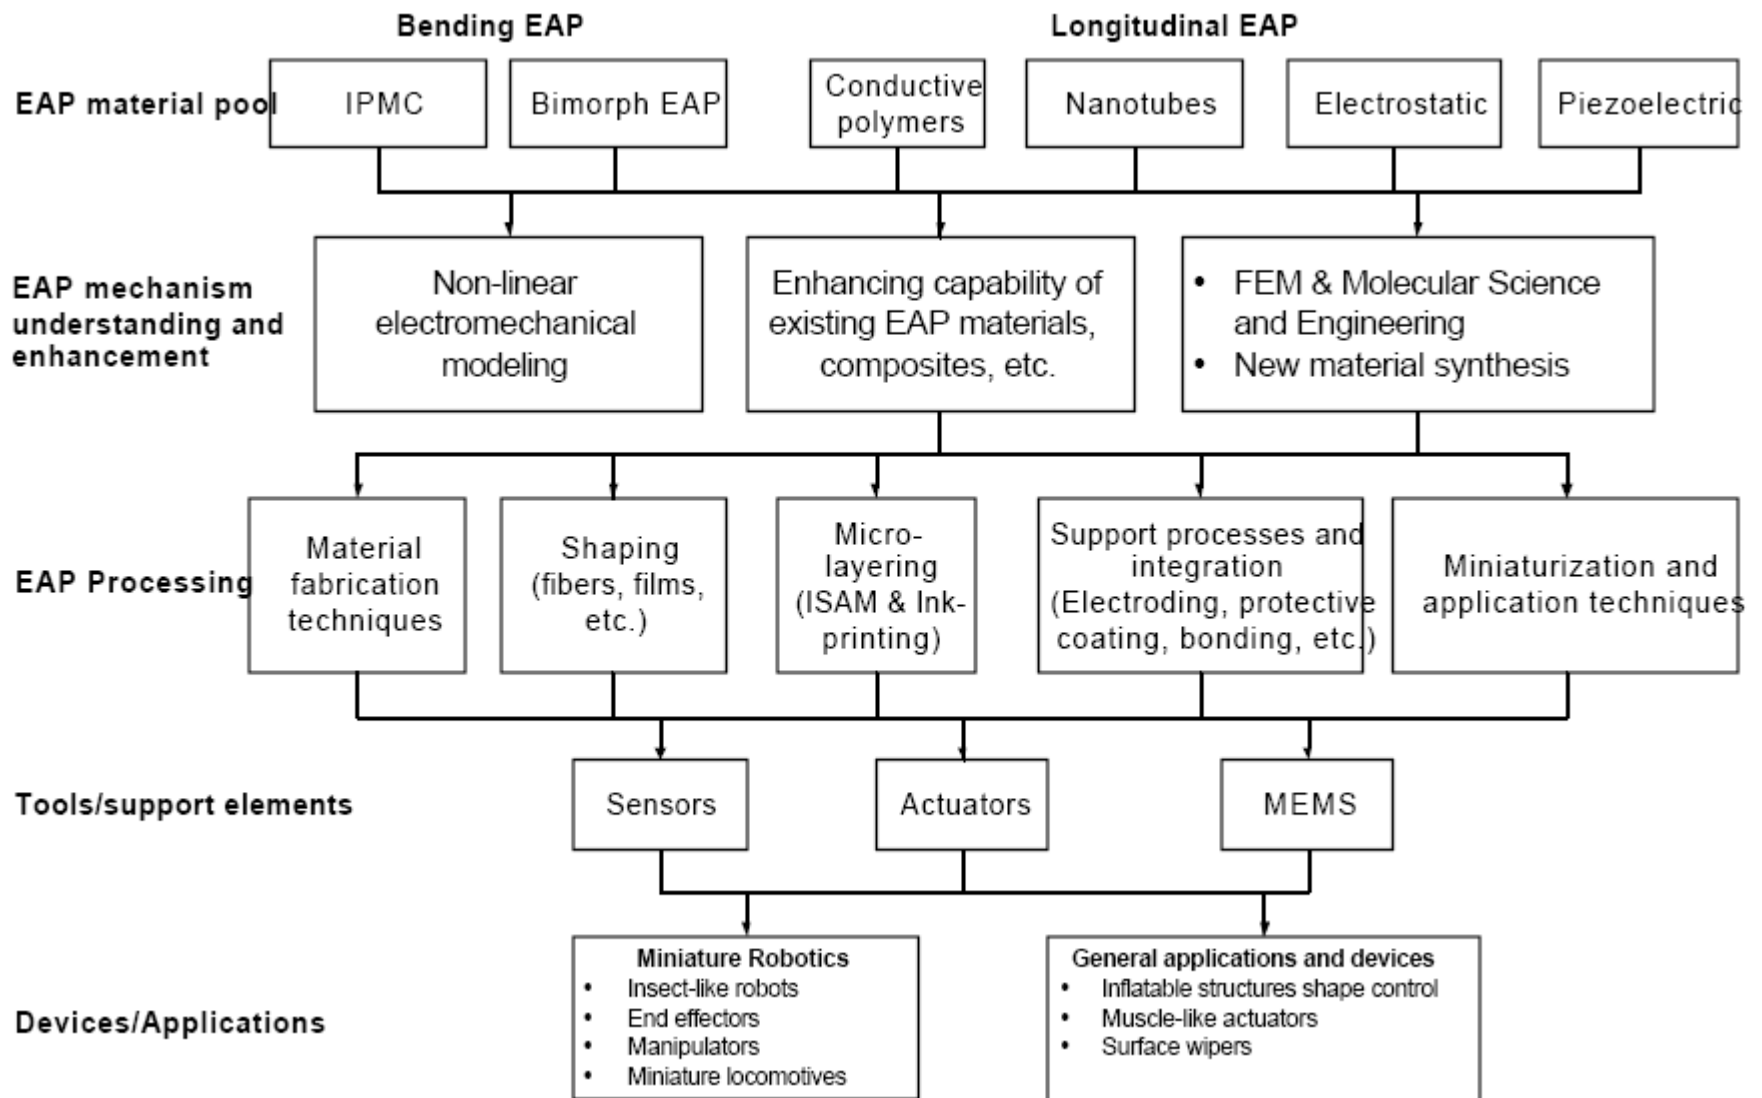 Bending EAP
Longitudinal EAP
EAP material pool
IPMC
Bimorph EAP
Conductive
polymers
Nanotubes
Electrostatic
Piezoelectric
EAP mechanism
understanding and
enhancement
Non-linear
electromechanical
modeling
Enhancing capability of
existing EAP materials,
composites, etc.
• FEM & Molecular Science
and Engineering
• New material synthesis
EAP Processing
Material
fabrication
techniques
Shaping
(fibers, films,
etc.)
Micro-
layering
(ISAM & Ink-
printing)
Support processes and
integration
(Electroding, protective
coating, bonding, etc.)
Miniaturization and
application techniques
Tools/support elements
Sensors
Actuators
MEMS
Devices/Applications
Miniature Robotics
• Insect-like robots
• End effectors
• Manipulators
• Miniature locomotives
General applications and devices
• Inflatable structures shape control
• Muscle-like actuators
• Surface wipers